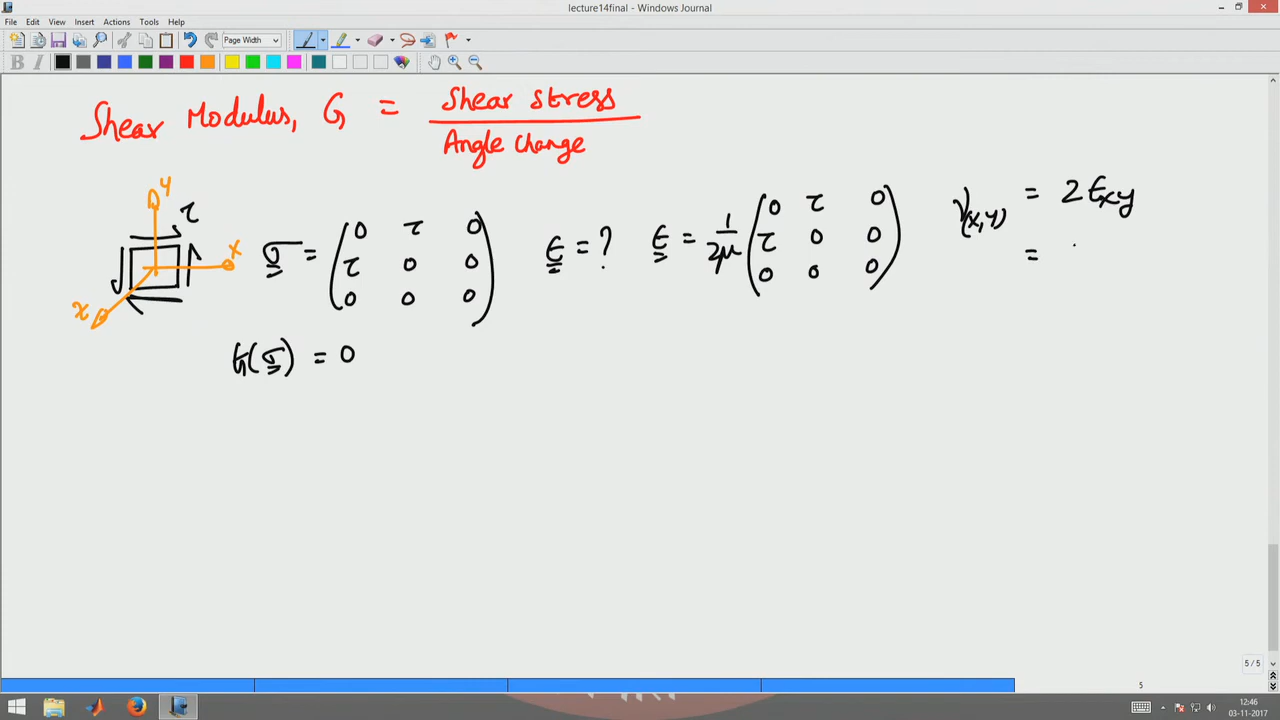 lecture14final - Windows Journal
File Edit View Insert Actions Tools Help
Page Width
B I
Shear Modulus, G = Shear stress / Angle Change
y
τ
x
σ = (0 τ 0
τ 0 0
0 0 0)
ϵ = ?
ϵ = 1/2μ (0 τ 0
τ 0 0
0 0 0)
γ(x,y) = 2 ϵxy
=
tr(σ) = 0
5 / 5
5
12:46
03-11-2017